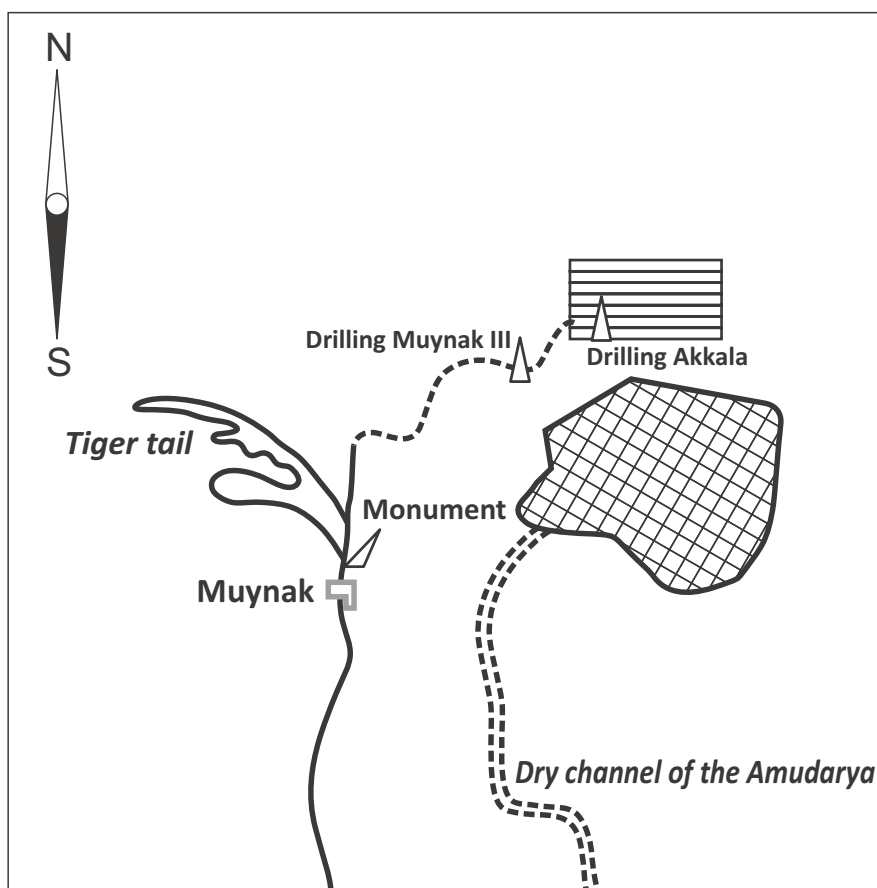 N
S
Drilling Muynak III
Drilling Akkala
Tiger tail
Monument
Muynak
Dry channel of the Amudarya